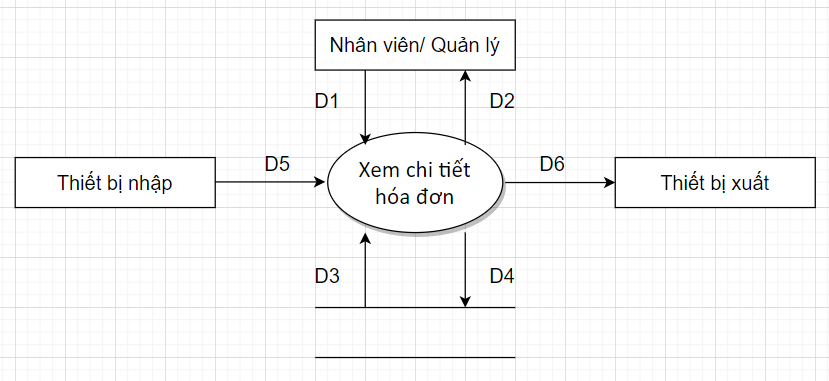 Nhân viên/ Quản lý
D1
D2
Thiết bị nhập
D5
Xem chi tiết
hóa đơn
D6
Thiết bị xuất
D3
D4